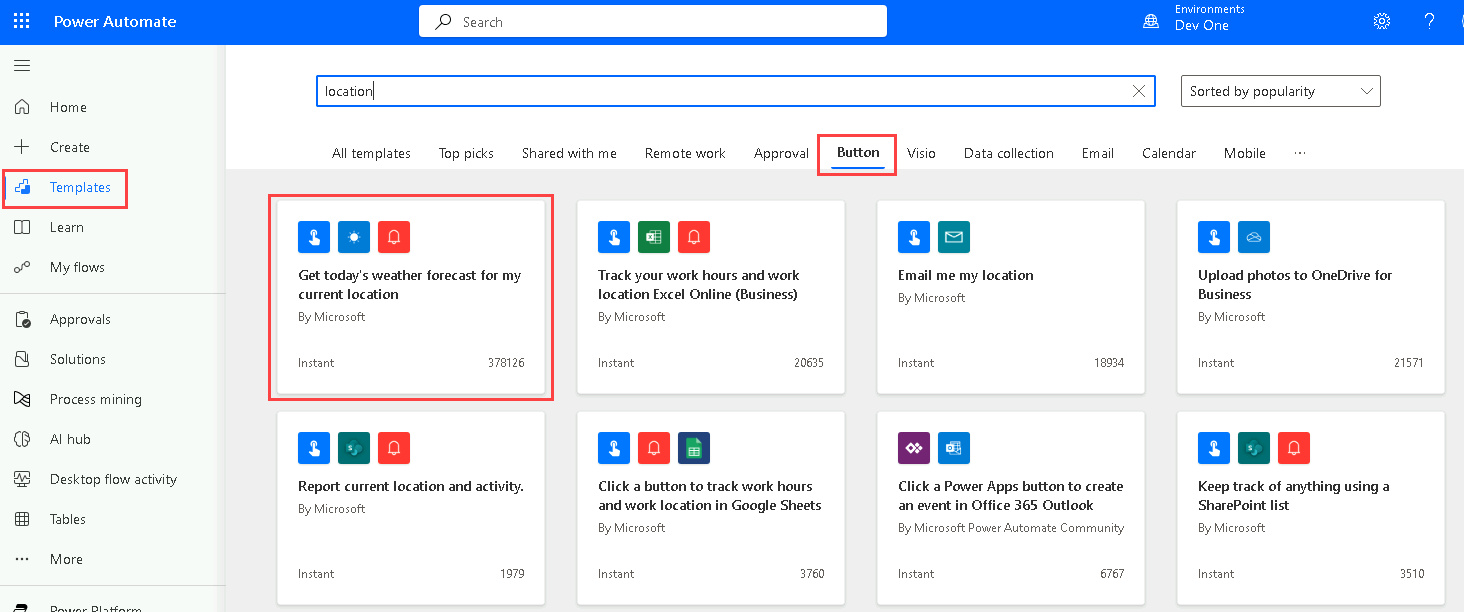 Power Automate
Search
Environments
Dev One
?
location
Sorted by popularity
Home
Create
Templates
Learn
My flows
Approvals
Solutions
Process mining
AI hub
Desktop flow activity
Tables
More
Power Platform
All templates
Top picks
Shared with me
Remote work
Approval
Button
Visio
Data collection
Email
Calendar
Mobile
...
Get today's weather forecast for my
current location
By Microsoft
Instant
378126
Track your work hours and work
location Excel Online (Business)
By Microsoft
Instant
20635
Email me my location
By Microsoft
Instant
18934
Upload photos to OneDrive for
Business
By Microsoft
Instant
21571
Report current location and activity.
By Microsoft
Instant
1979
Click a button to track work hours
and work location in Google Sheets
By Microsoft
Instant
3760
Click a Power Apps button to create
an event in Office 365 Outlook
By Microsoft Power Automate Community
Instant
6767
Keep track of anything using a
SharePoint list
By Microsoft
Instant
3510